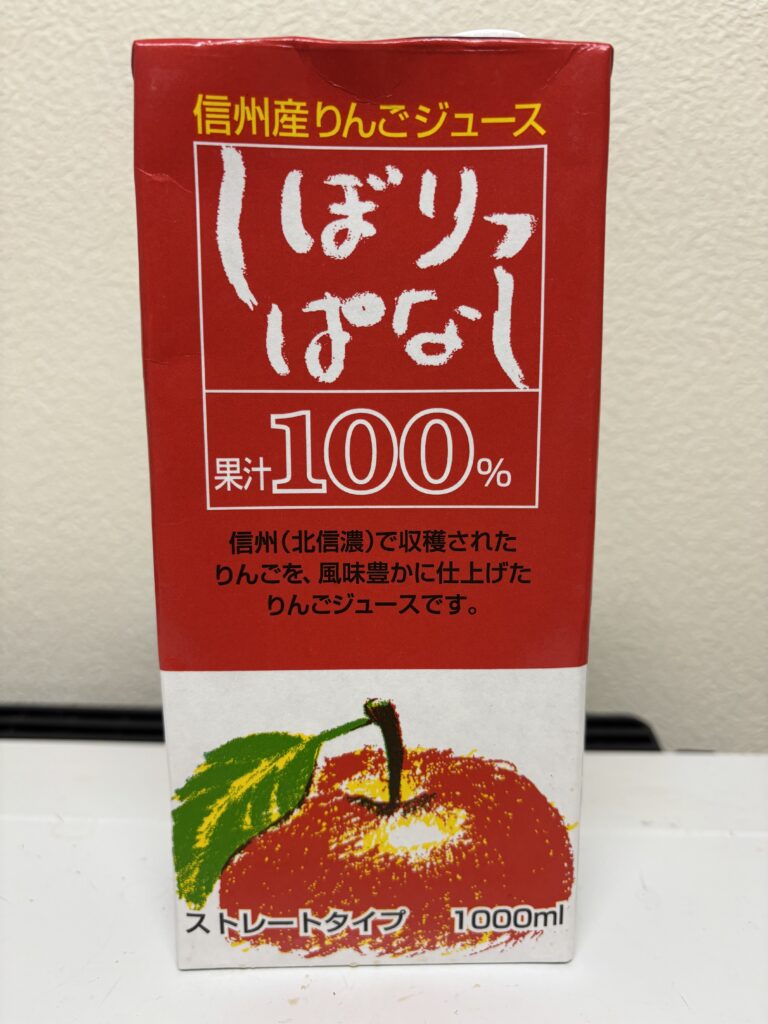 信州産りんごジュース
しぼりっ
ぱなし
果汁100%
信州(北信濃)で収穫された
りんごを、風味豊かに仕上げた
りんごジュースです。
ストレートタイプ 1000ml